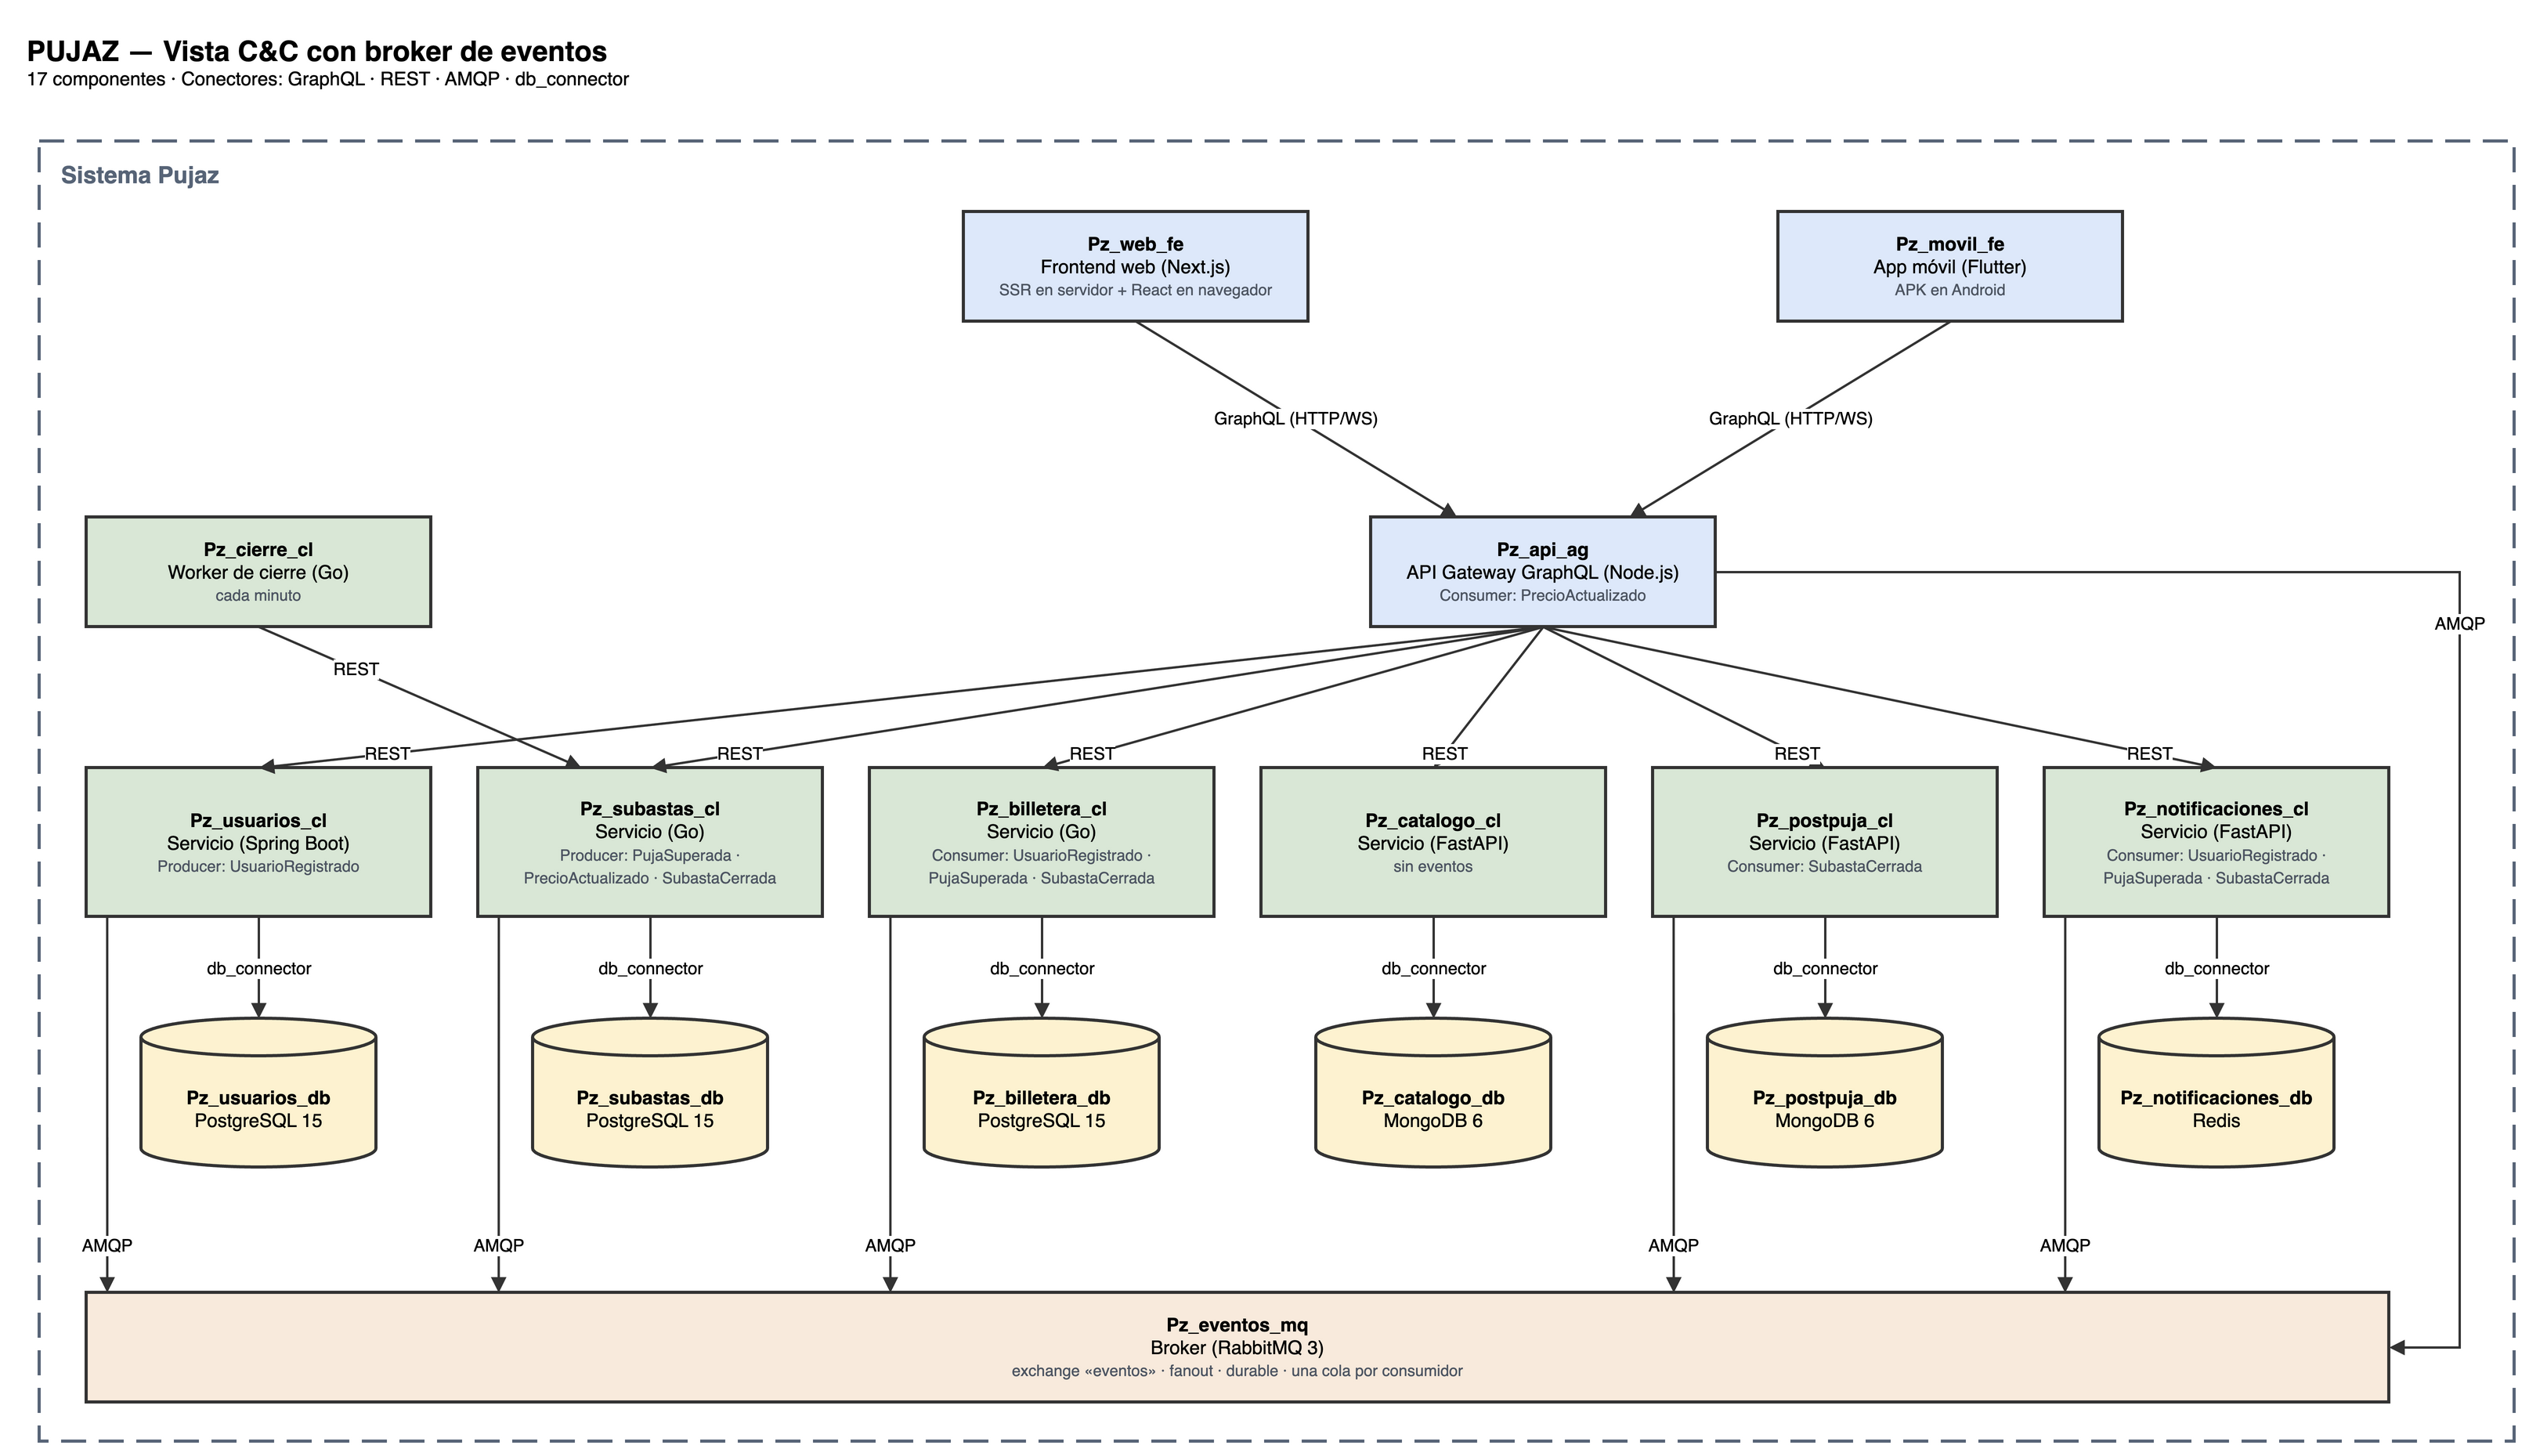 PUJAZ — Vista C&C con broker de eventos
17 componentes · Conectores: GraphQL · REST · AMQP · db_connector
Sistema Pujaz
Pz_web_fe
Frontend web (Next.js)
SSR en servidor + React en navegador
Pz_movil_fe
App móvil (Flutter)
APK en Android
GraphQL (HTTP/WS)
GraphQL (HTTP/WS)
Pz_cierre_cl
Worker de cierre (Go)
cada minuto
Pz_api_ag
API Gateway GraphQL (Node.js)
Consumer: PrecioActualizado
AMQP
REST
REST
REST
REST
REST
REST
REST
Pz_usuarios_cl
Servicio (Spring Boot)
Producer: UsuarioRegistrado
Pz_subastas_cl
Servicio (Go)
Producer: PujaSuperada ·
PrecioActualizado · SubastaCerrada
Pz_billetera_cl
Servicio (Go)
Consumer: UsuarioRegistrado ·
PujaSuperada · SubastaCerrada
Pz_catalogo_cl
Servicio (FastAPI)
sin eventos
Pz_postpuja_cl
Servicio (FastAPI)
Consumer: SubastaCerrada
Pz_notificaciones_cl
Servicio (FastAPI)
Consumer: UsuarioRegistrado ·
PujaSuperada · SubastaCerrada
db_connector
db_connector
db_connector
db_connector
db_connector
db_connector
Pz_usuarios_db
PostgreSQL 15
Pz_subastas_db
PostgreSQL 15
Pz_billetera_db
PostgreSQL 15
Pz_catalogo_db
MongoDB 6
Pz_postpuja_db
MongoDB 6
Pz_notificaciones_db
Redis
AMQP
AMQP
AMQP
AMQP
AMQP
Pz_eventos_mq
Broker (RabbitMQ 3)
exchange «eventos» · fanout · durable · una cola por consumidor